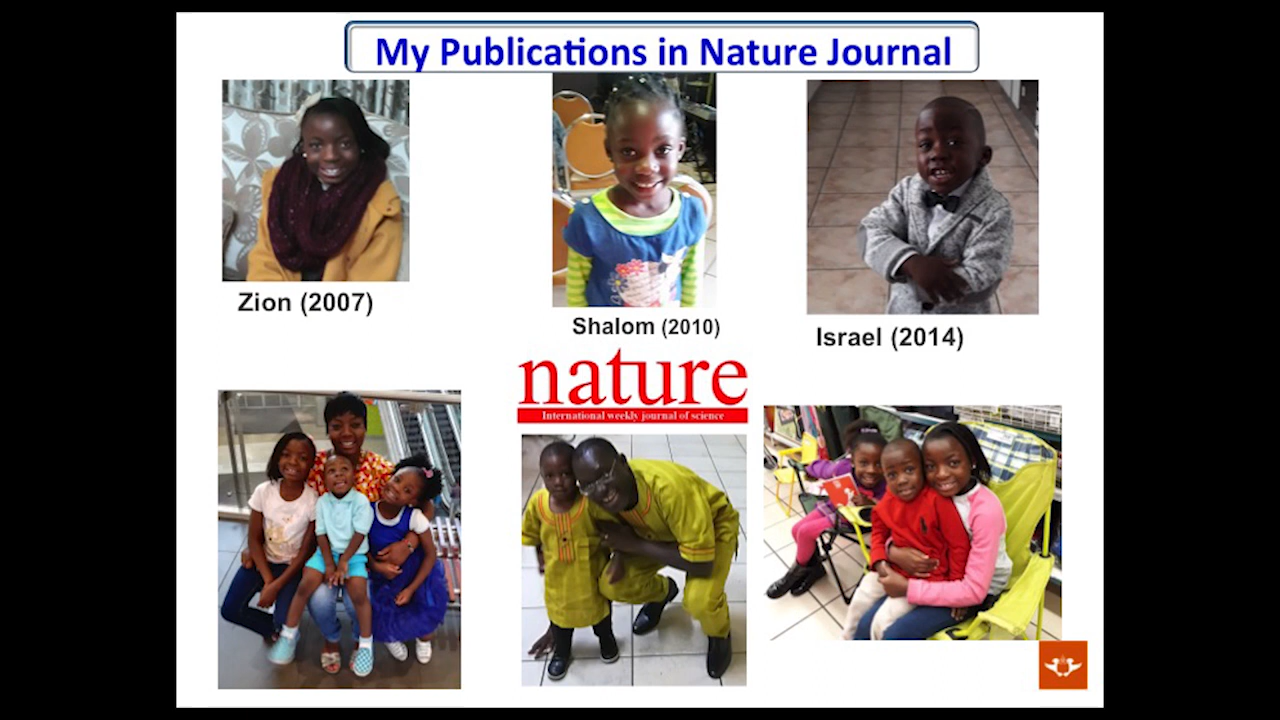 My Publications in Nature Journal
Zion (2007)
Shalom (2010)
Israel (2014)
nature
International weekly journal of science